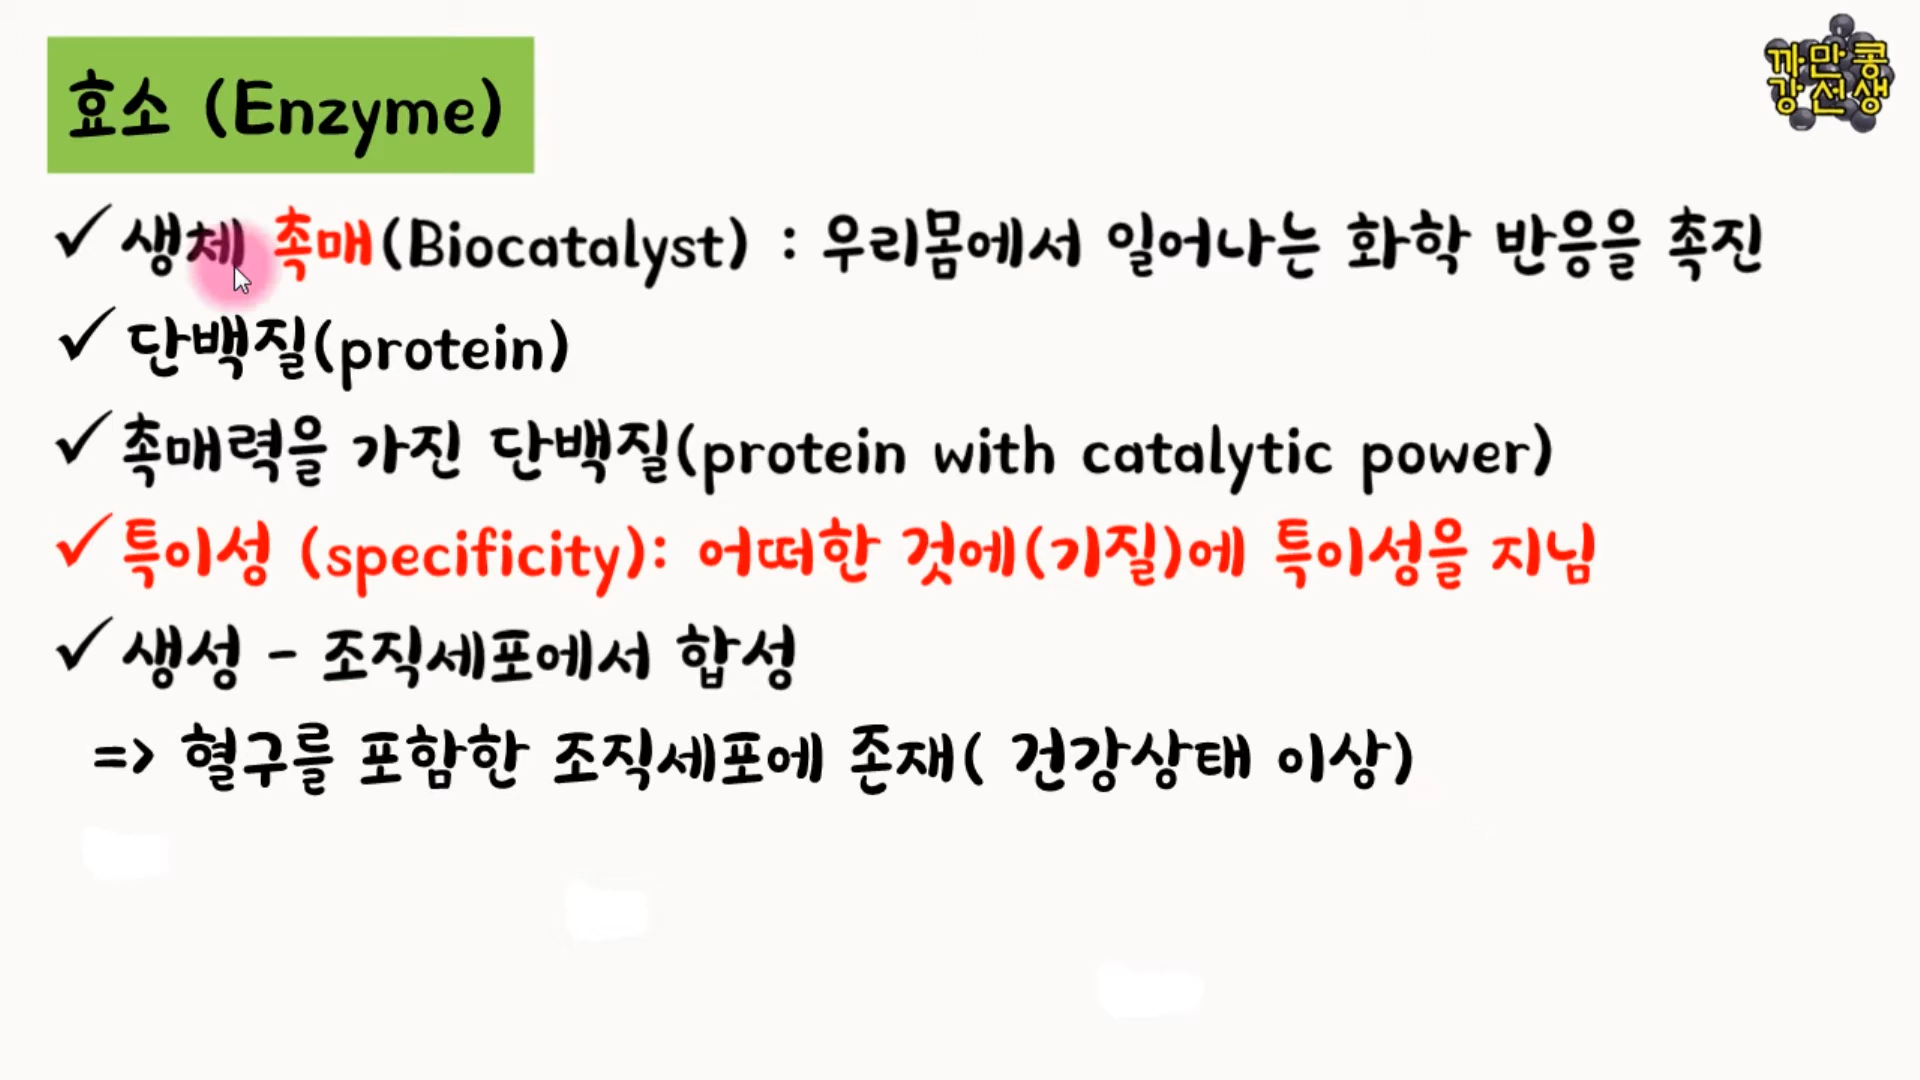 효소 (Enzyme)
까만콩
강선생
✓ 생체 촉매(Biocatalyst) : 우리몸에서 일어나는 화학 반응을 촉진
✓ 단백질(protein)
✓ 촉매력을 가진 단백질(protein with catalytic power)
✓ 특이성 (specificity): 어떠한 것에(기질)에 특이성을 지님
✓ 생성 - 조직세포에서 합성
=> 혈구를 포함한 조직세포에 존재( 건강상태 이상)